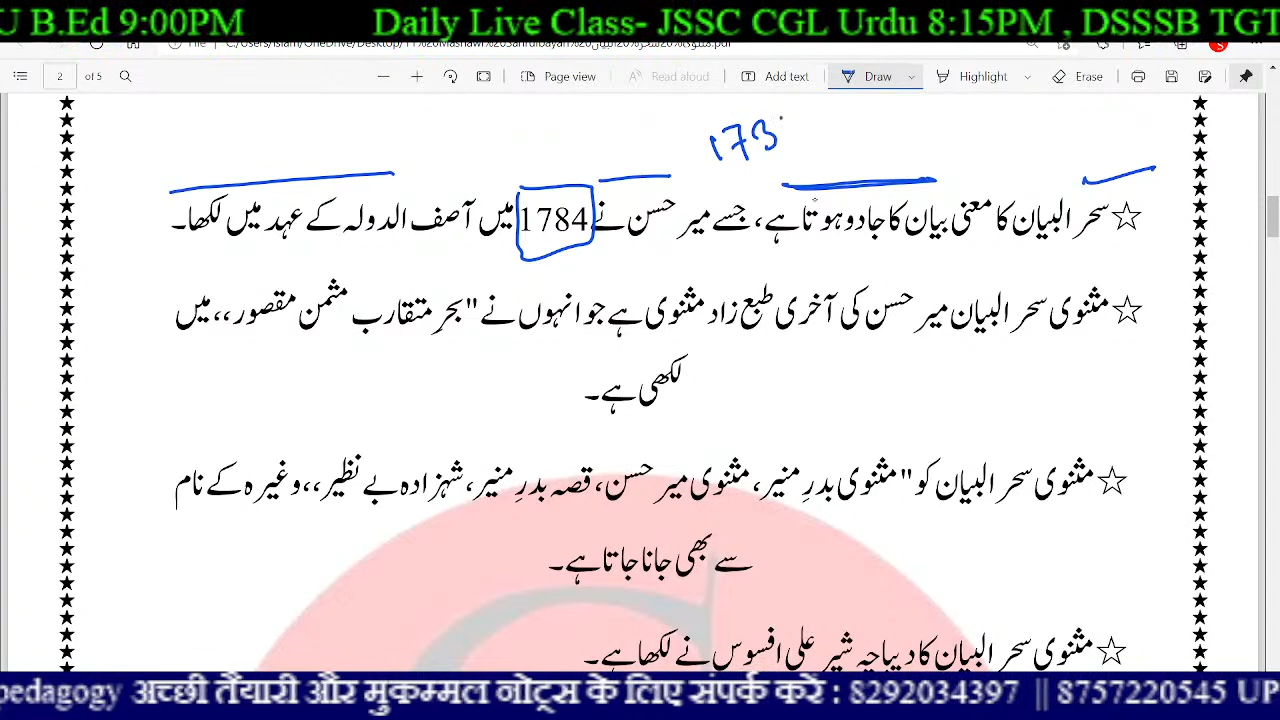 U B.Ed 9:00PM Daily Live Class- JSSC CGL Urdu 8:15PM , DSSSB TGT
2 of 5 Page view Read aloud Add text Draw Highlight Erase
173
☆ سحر البیان کا معنی بیان کا جادو ہوتا ہے، جسے میر حسن نے 1784 میں آصف الدولہ کے عہد میں لکھا۔
☆ مثنوی سحر البیان میر حسن کی آخری طبع زاد مثنوی ہے جو انہوں نے "بحر متقارب مثمن مقصور،، میں
لکھی ہے۔
☆ مثنوی سحر البیان کو "مثنوی بدرِ منیر، مثنوی میر حسن، قصہ بدرِ منیر، شہزادہ بے نظیر،، وغیرہ کے نام
سے بھی جانا جاتا ہے۔
☆ مثنوی سحر البیان کا دیباچہ شیر علی افسوس نے لکھا ہے۔
pedagogy अच्छी तैयारी और मुकम्मल नोट्स के लिए संपर्क करे : 8292034397 || 8757220545 UP